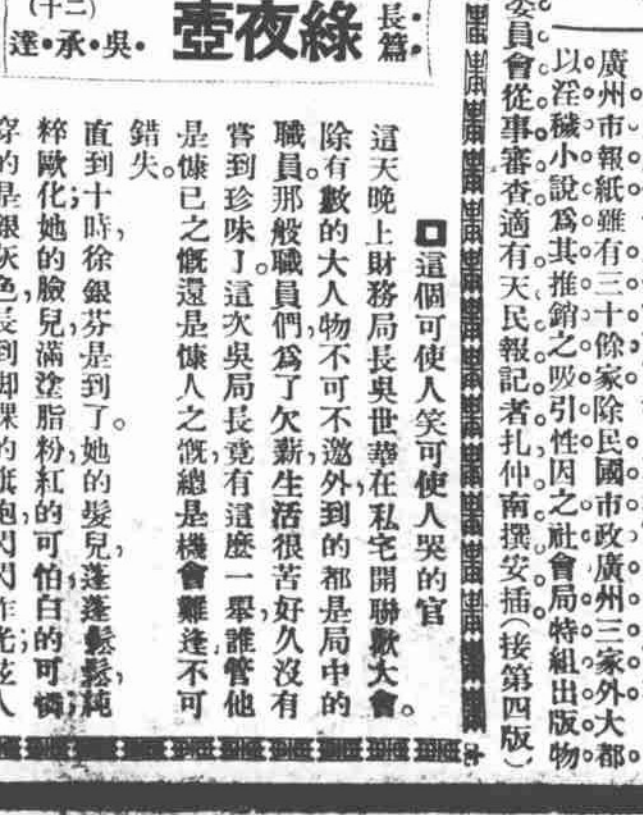 廣州市報紙雖有三十餘家除民國市政廣州三家外大都
以淫穢小說爲其推銷之吸引性因之社會局特組出版物
委員會從事審查。適有天民報記者扎仲南撰安插(接第四版)
長篇
綠夜壺
(十二)
吳・承・達
□這個可使人笑可使人哭的官
這天晚上財務局長吳世華在私宅開聯歡大會。
除有數的大人物不可不邀外,到的都是局中的
職員。那般職員們,爲了欠薪,生活很苦好久沒有
嘗到珍味」。這次吳局長竟有這麽一舉,誰管他
是慷已之慨還是慷人之慨,總是機會難逢不可
錯失。
直到十時,徐銀芬是到了。她的髮兒,蓬蓬鬆鬆,純
粹歐化;她的臉兒,滿塗脂粉,紅的可怕,白的可憐;
穿的是銀灰色,長到脚踝的旗袍,閃閃作光,炫人